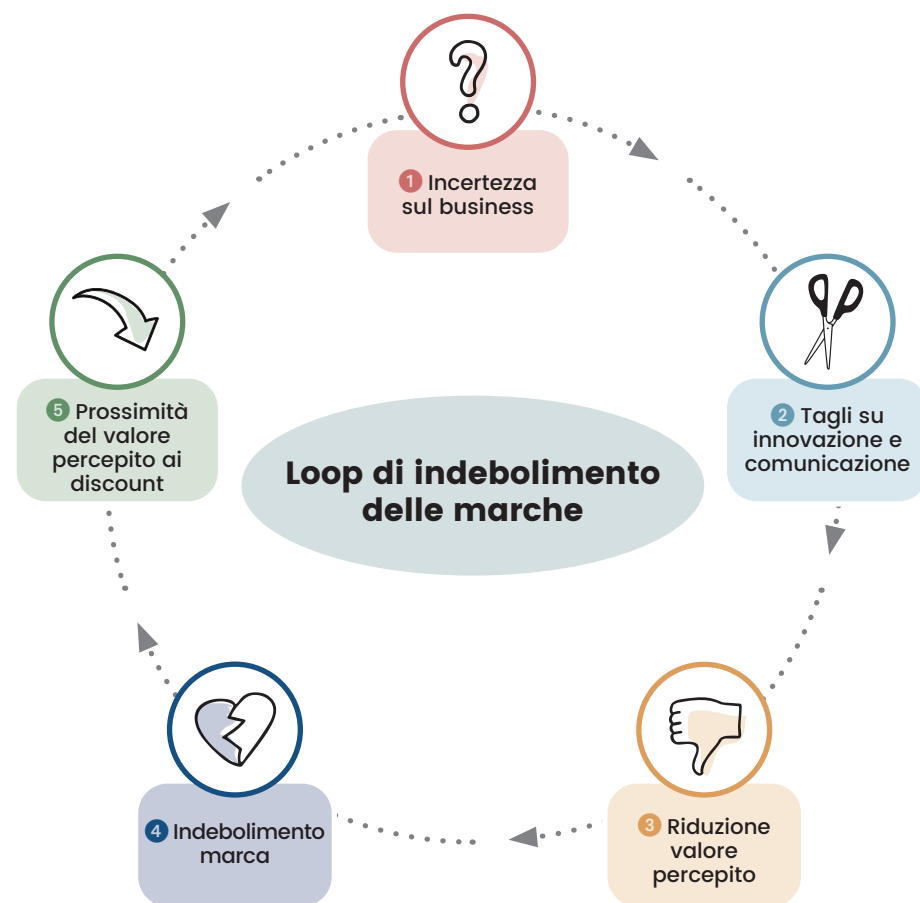 1 Incertezza
sul business
2 Tagli su
innovazione e
comunicazione
5 Prossimità
del valore
percepito ai
discount
Loop di indebolimento
delle marche
4 Indebolimento
marca
3 Riduzione
valore
percepito